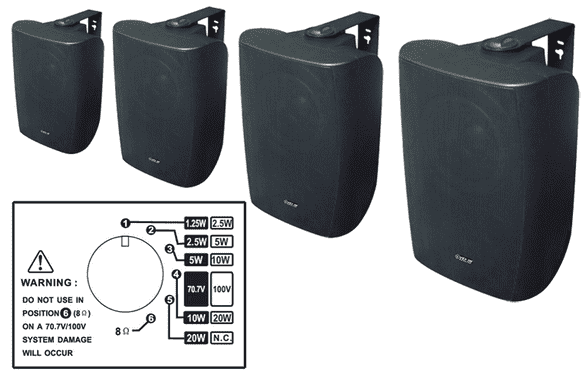 1 1.25W 2.5W
2 2.5W 5W
3 5W 10W
70.7V 100V
4 10W 20W
5 20W N.C.
6 8Ω
WARNING :
DO NOT USE IN
POSITION 6 (8Ω)
ON A 70.7V/100V
SYSTEM DAMAGE
WILL OCCUR